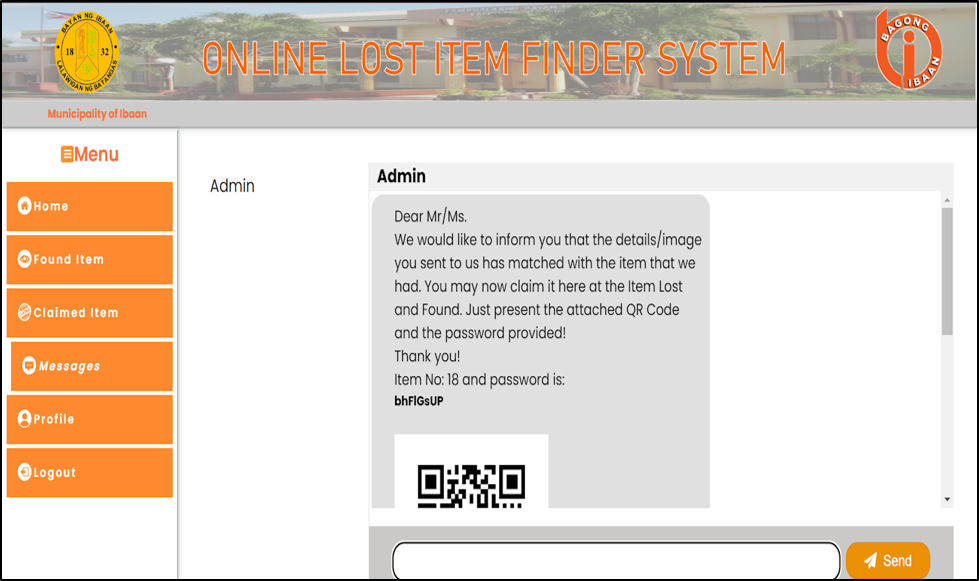 BAYAN NG IBAAN
18 32
LALAWIGAN NG BATANGAS
ONLINE LOST ITEM FINDER SYSTEM
BAGONG
IBAAN
Municipality of Ibaan
Menu
Home
Found Item
Claimed Item
Messages
Profile
Logout
Admin
Admin
Dear Mr/Ms.
We would like to inform you that the details/image
you sent to us has matched with the item that we
had. You may now claim it here at the Item Lost
and Found. Just present the attached QR Code
and the password provided!
Thank you!
Item No: 18 and password is:
bhFlGsUP
Send